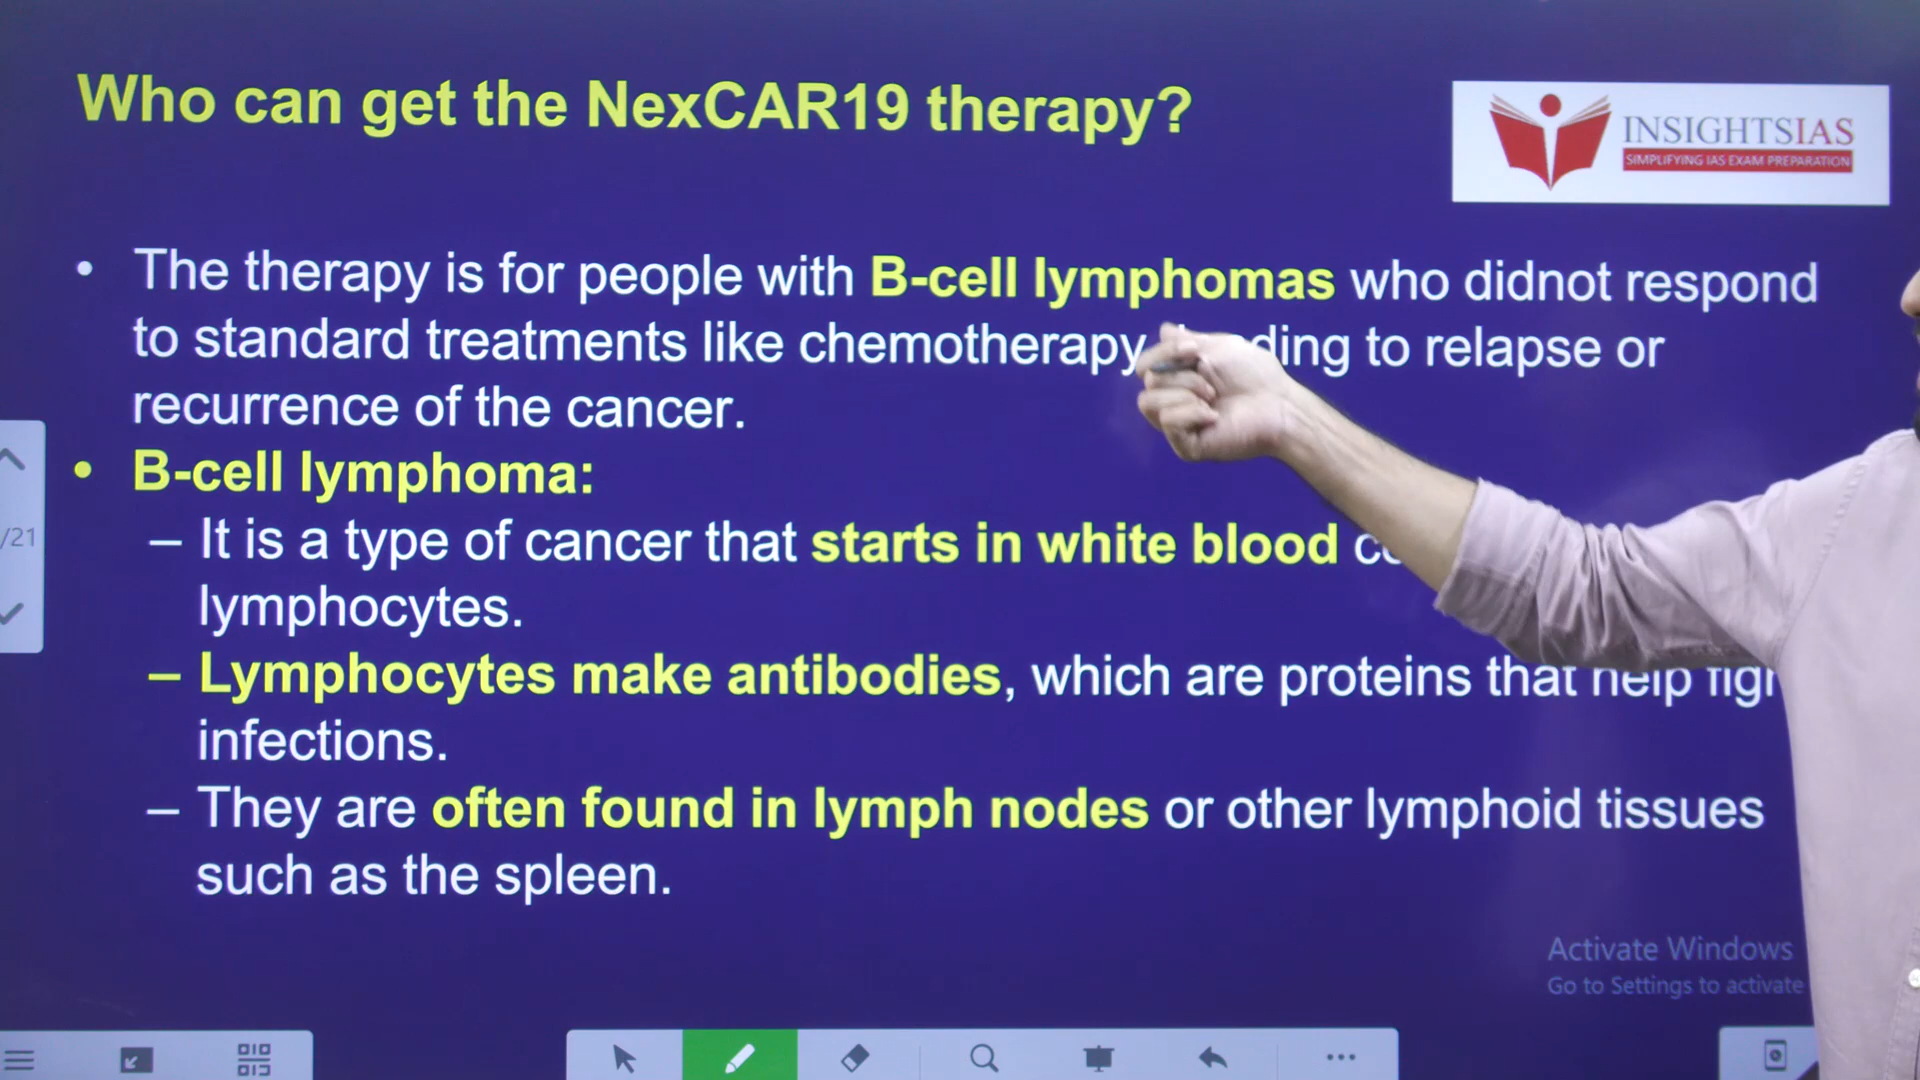 Who can get the NexCAR19 therapy?
INSIGHTSIAS
SIMPLIFYING IAS EXAM PREPARATION
• The therapy is for people with B-cell lymphomas who didnot respond
to standard treatments like chemotherapy to relapse or
recurrence of the cancer.
• B-cell lymphoma:
– It is a type of cancer that starts in white blood
lymphocytes.
– Lymphocytes make antibodies, which are proteins that help
infections.
– They are often found in lymph nodes or other lymphoid tissues
such as the spleen.
/21
Activate Windows
Go to Settings to activate